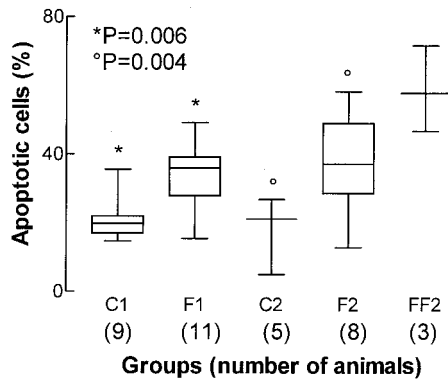 80
*P=0.006
°P=0.004
Apoptotic cells (%)
*
*
°
°
40
0
C1 F1 C2 F2 FF2
(9) (11) (5) (8) (3)
Groups (number of animals)